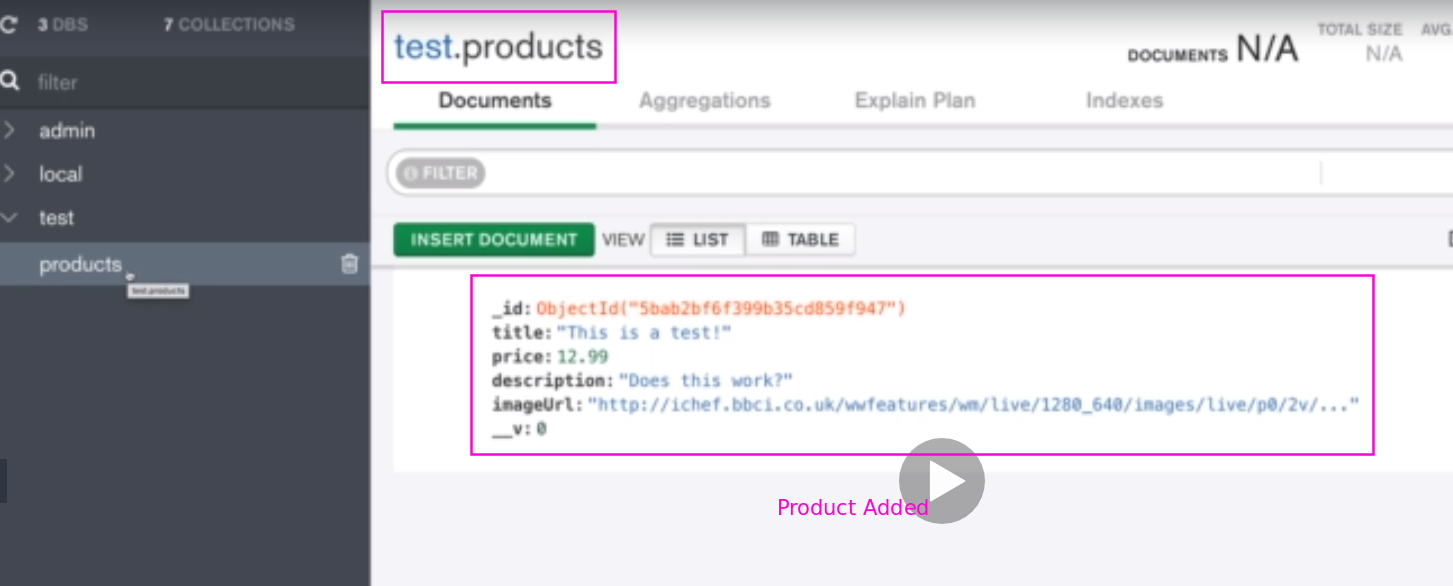 3 DBS 7 COLLECTIONS
filter
admin
local
test
products
test.products
test.products
DOCUMENTS N/A
TOTAL SIZE
N/A
AVG.
Documents Aggregations Explain Plan Indexes
FILTER
INSERT DOCUMENT VIEW LIST TABLE
_id: ObjectId("5bab2bf6f399b35cd859f947")
title: "This is a test!"
price: 12.99
description: "Does this work?"
imageUrl: "http://ichef.bbci.co.uk/wwfeatures/wm/live/1280_640/images/live/p0/2v/..."
__v: 0
Product Added